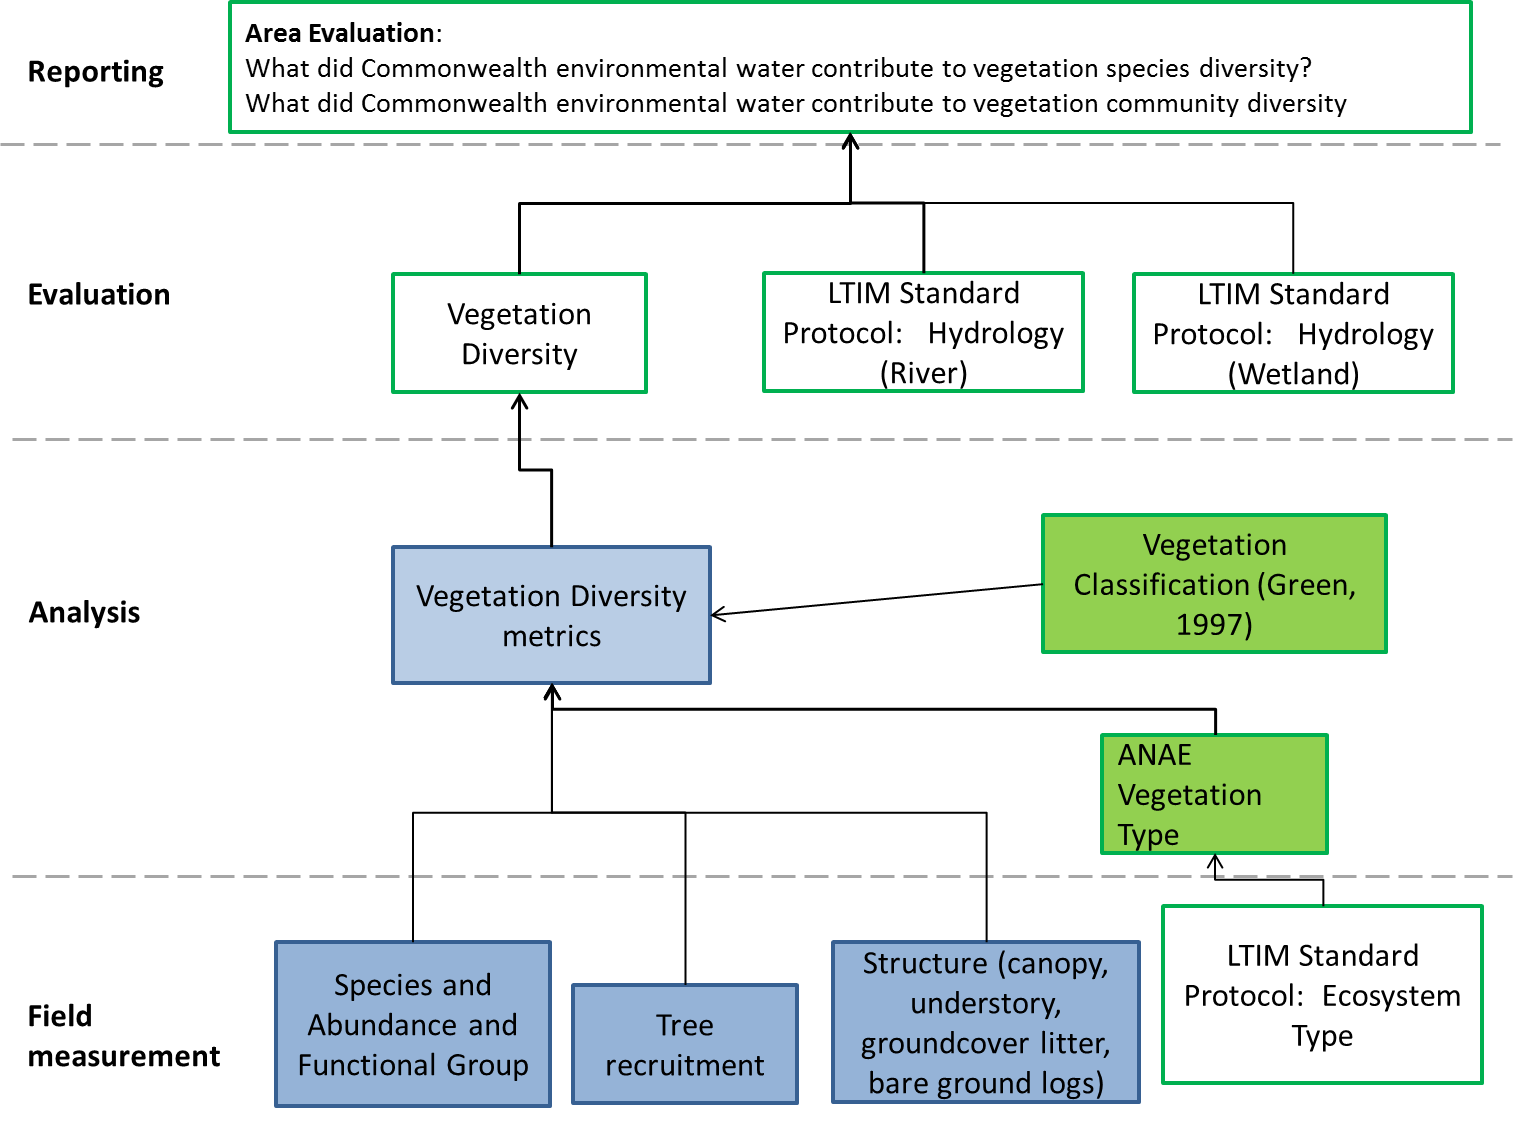 Reporting
Area Evaluation:
What did Commonwealth environmental water contribute to vegetation species diversity?
What did Commonwealth environmental water contribute to vegetation community diversity
Evaluation
Vegetation
Diversity
LTIM Standard
Protocol: Hydrology
(River)
LTIM Standard
Protocol: Hydrology
(Wetland)
Analysis
Vegetation Diversity
metrics
Vegetation
Classification (Green,
1997)
ANAE
Vegetation
Type
Field
measurement
Species and
Abundance and
Functional Group
Tree
recruitment
Structure (canopy,
understory,
groundcover litter,
bare ground logs)
LTIM Standard
Protocol: Ecosystem
Type